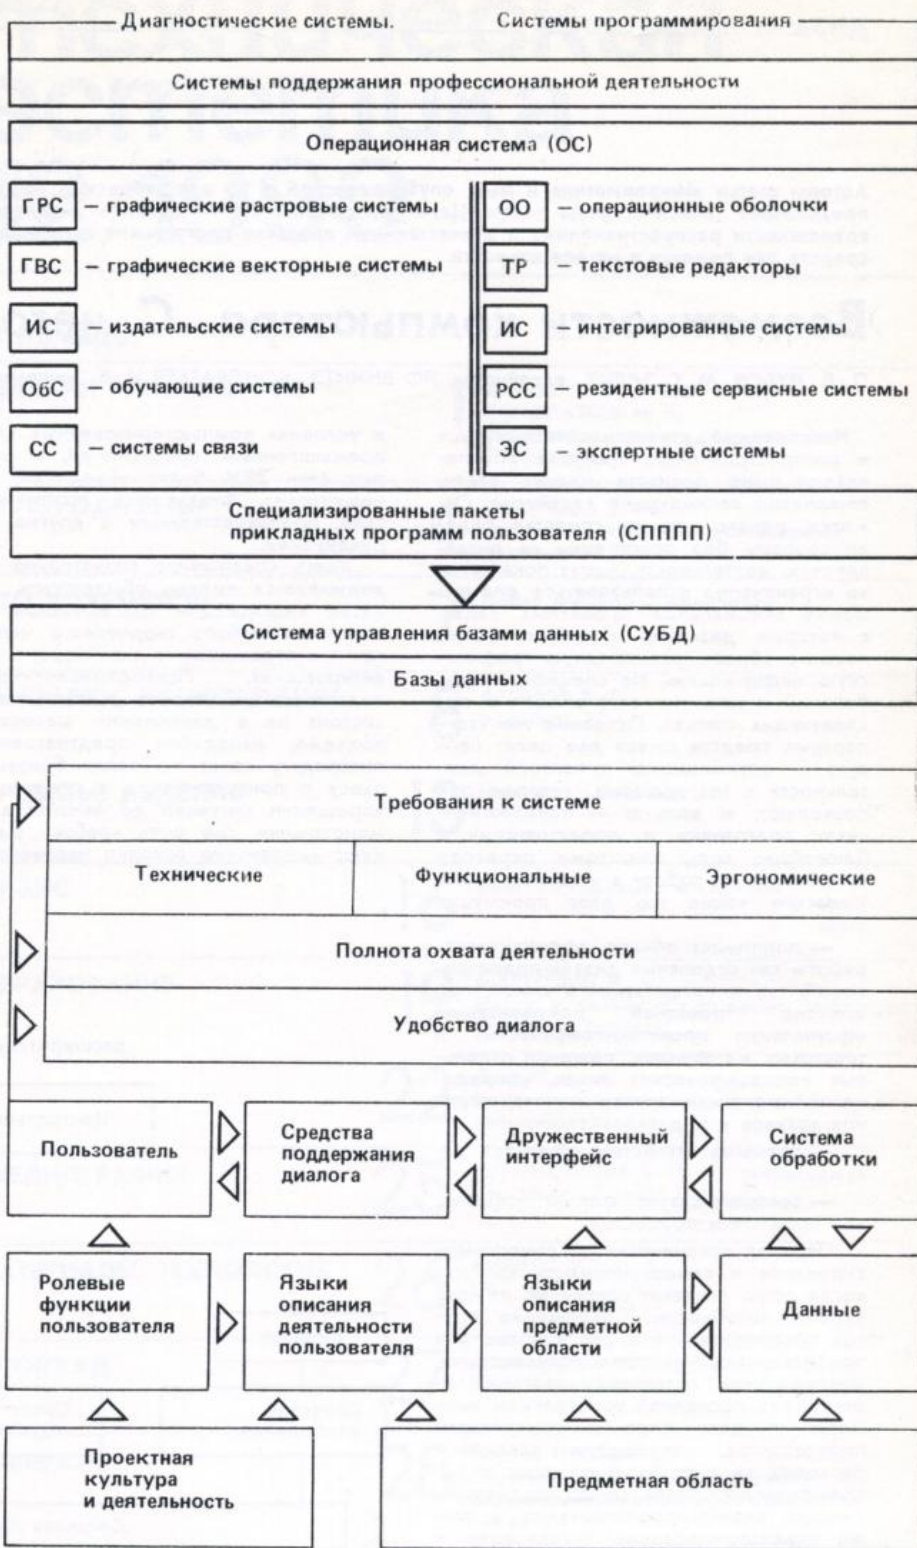 Диагностические системы. Системы программирования
Системы поддержания профессиональной деятельности
Операционная система (ОС)
ГРС – графические растровые системы
ГВС – графические векторные системы
ИС – издательские системы
ОбС – обучающие системы
СС – системы связи
ОО – операционные оболочки
ТР – текстовые редакторы
ИС – интегрированные системы
РСС – резидентные сервисные системы
ЭС – экспертные системы
Специализированные пакеты
прикладных программ пользователя (СПППП)
Система управления базами данных (СУБД)
Базы данных
Требования к системе
Технические Функциональные Эргономические
Полнота охвата деятельности
Удобство диалога
Пользователь
Средства
поддержания
диалога
Дружественный
интерфейс
Система
обработки
Ролевые
функции
пользователя
Языки
описания
деятельности
пользователя
Языки
описания
предметной
области
Данные
Проектная
культура
и деятельность
Предметная область